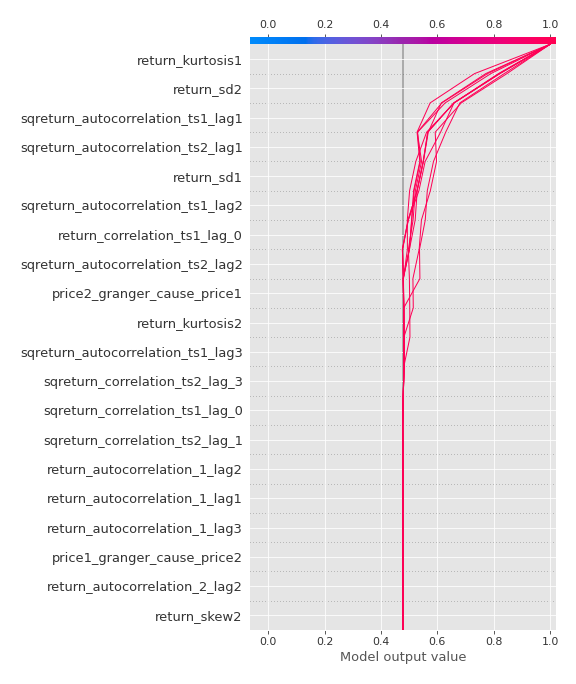 0.0 0.2 0.4 0.6 0.8 1.0
return_kurtosis1
return_sd2
sqreturn_autocorrelation_ts1_lag1
sqreturn_autocorrelation_ts2_lag1
return_sd1
sqreturn_autocorrelation_ts1_lag2
return_correlation_ts1_lag_0
sqreturn_autocorrelation_ts2_lag2
price2_granger_cause_price1
return_kurtosis2
sqreturn_autocorrelation_ts1_lag3
sqreturn_correlation_ts2_lag_3
sqreturn_correlation_ts1_lag_0
sqreturn_correlation_ts2_lag_1
return_autocorrelation_1_lag2
return_autocorrelation_1_lag1
return_autocorrelation_1_lag3
price1_granger_cause_price2
return_autocorrelation_2_lag2
return_skew2
0.0 0.2 0.4 0.6 0.8 1.0
Model output value